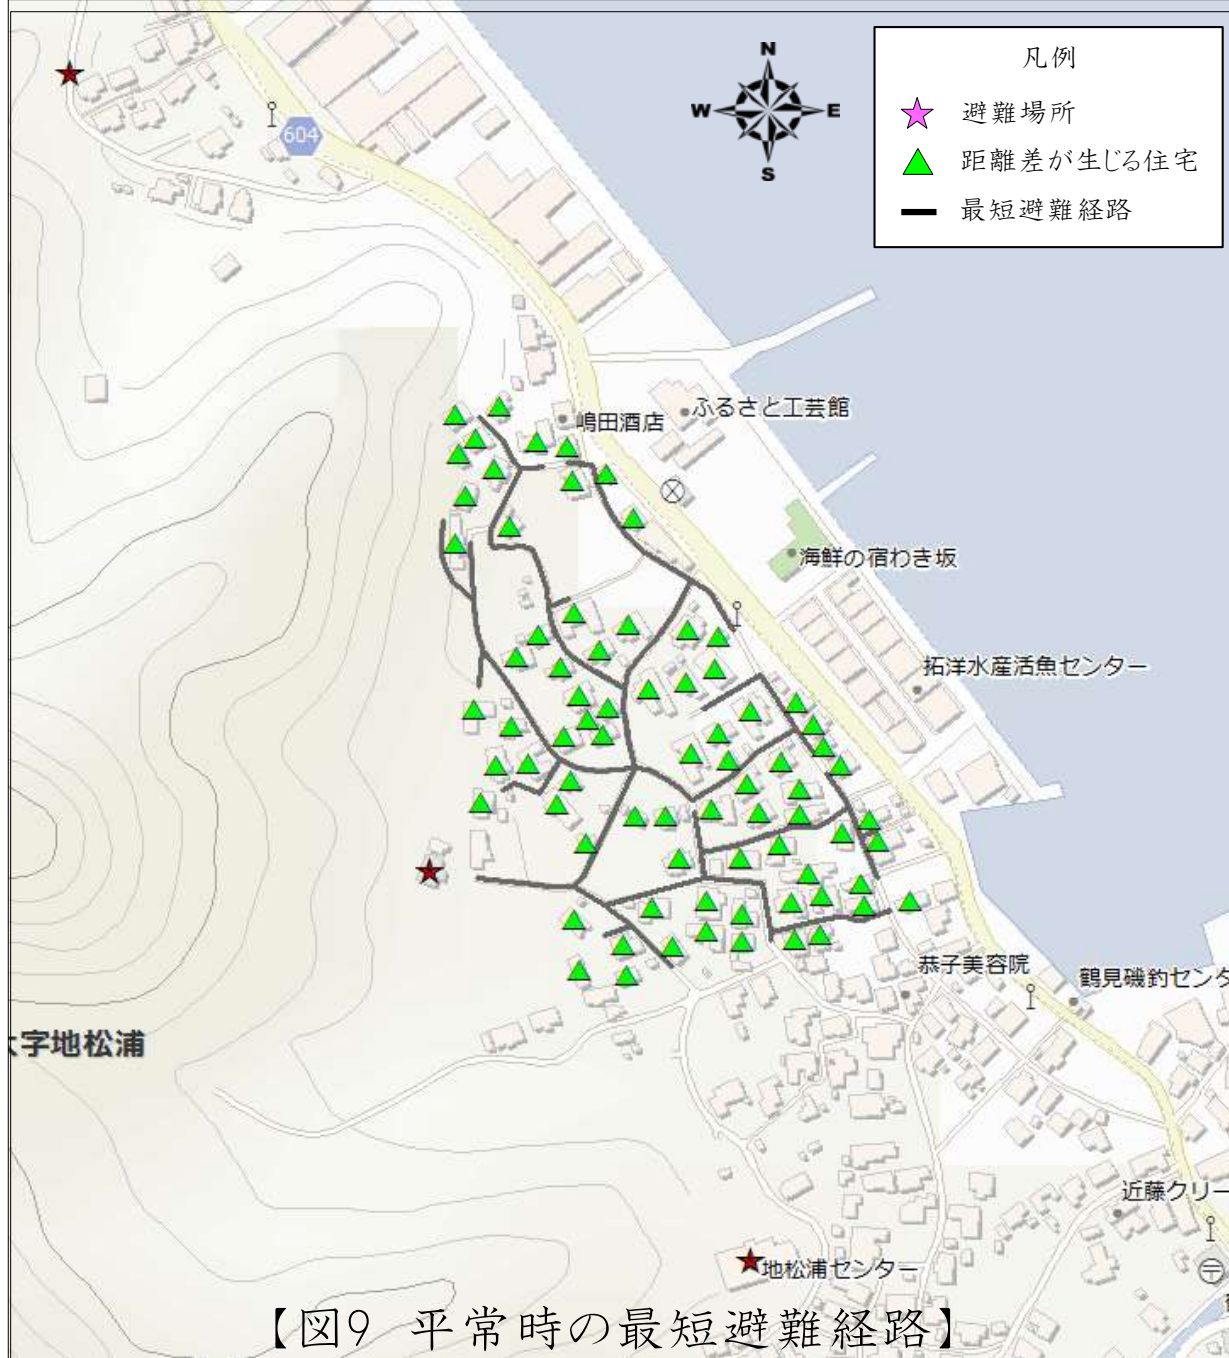 N
W
E
S
凡例
避難場所
距離差が生じる住宅
最短避難経路
604
嶋田酒店
ふるさと工芸館
海鮮の宿わき坂
拓洋水産活魚センター
恭子美容院
鶴見磯釣センタ
字地松浦
近藤クリー
地松浦センター
【図9 平常時の最短避難経路】